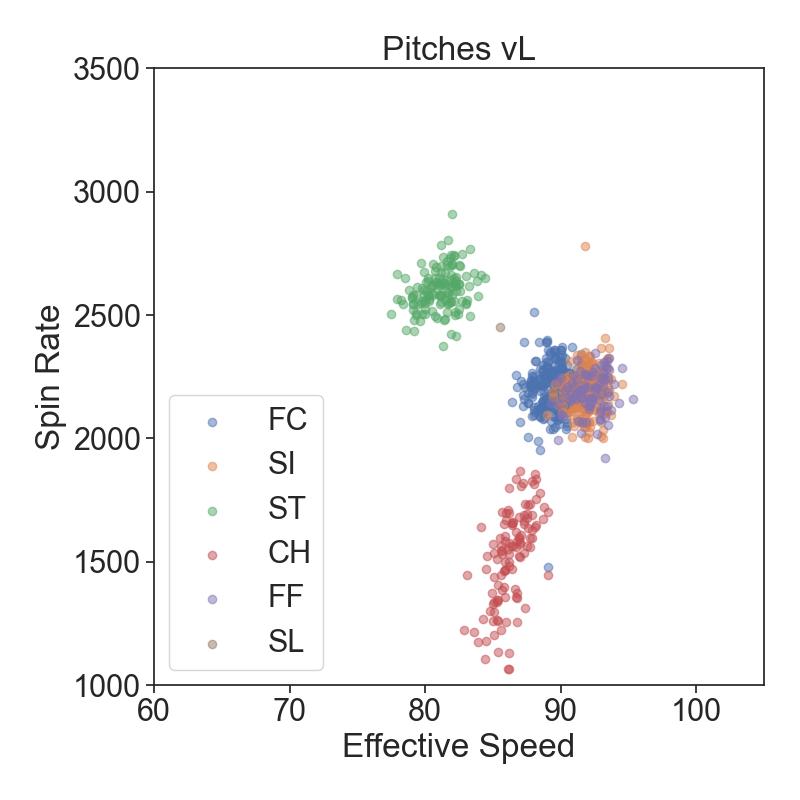 Pitches vL
3500
3000
2500
2000
1500
1000
Spin Rate
FC
SI
ST
CH
FF
SL
60 70 80 90 100
Effective Speed